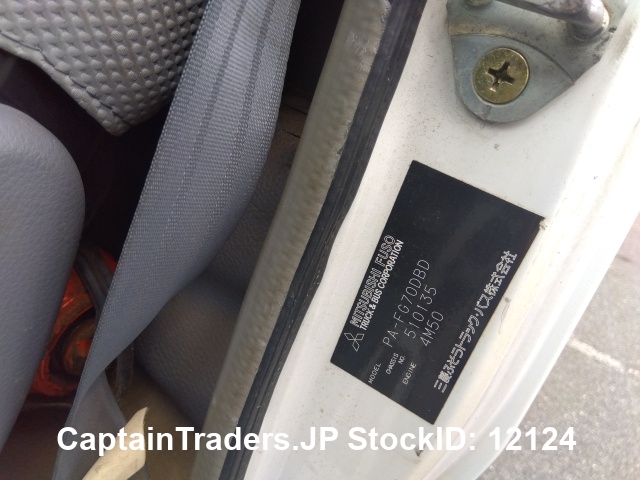 MITSUBISHI FUSO
TRUCK & BUS CORPORATION
MODEL PA-FG70DBD
CHASSIS NO. 510135
ENGINE 4M50
三菱ふそうトラック・バス株式会社
CaptainTraders.JP StockID: 12124